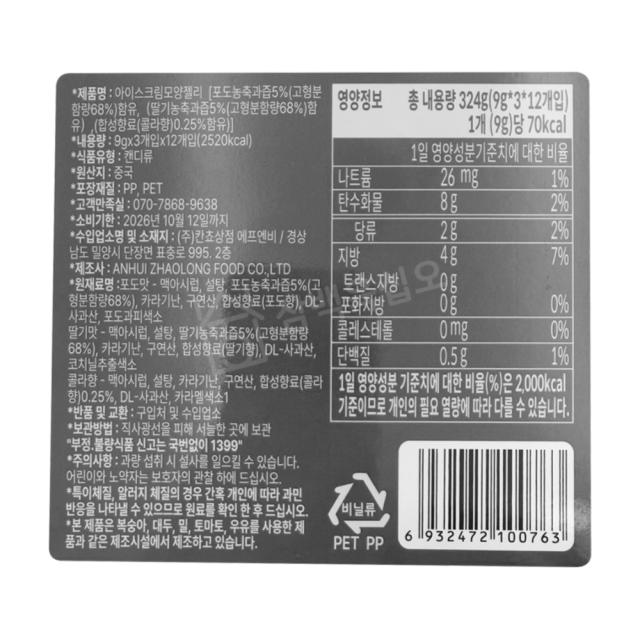 *제품명 : 아이스크림모양젤리 [포도농축과즙5%(고형분
함량68%)함유, (딸기농축과즙5%(고형분함량68%)함
유) ,(합성향료(콜라향)0.25%함유)]
*내용량 : 9gx3개입x12개입(2520kcal)
*식품유형 : 캔디류
*원산지 : 중국
*포장재질 : PP, PET
*고객만족실 : 070-7868-9638
*소비기한 : 2026년 10월 12일까지
*수입업소명 및 소재지 : (주)칸쵸상점 에프엔비 / 경상
남도 밀양시 단장면 표충로 995. 2층
*제조사 : ANHUI ZHAOLONG FOOD CO.,LTD
*원재료명 : 포도맛 - 맥아시럽, 설탕, 포도농축과즙5%(고
형분함량68%), 카라기난, 구연산, 합성향료(포도향), DL-
사과산, 포도과피색소
딸기맛 - 맥아시럽, 설탕, 딸기농축과즙5%(고형분함량
68%), 카라기난, 구연산, 합성향료(딸기향), DL-사과산,
코치닐추출색소
콜라향 - 맥아시럽, 설탕, 카라기난, 구연산, 합성향료(콜라
향)0.25%, DL-사과산, 카라멜색소1
*반품 및 교환 : 구입처 및 수입업소
*보관방법 : 직사광선을 피해 서늘한 곳에 보관
"부정.불량식품 신고는 국번없이 1399"
*주의사항 : 과량 섭취 시 설사를 일으킬 수 있습니다.
어린이와 노약자는 보호자의 관찰 하에 드십시오.
*특이체질, 알러지 체질의 경우 간혹 개인에 따라 과민
반응을 나타낼 수 있으므로 원료를 확인 한 후 드십시오.
*본 제품은 복숭아, 대두, 밀, 토마토, 우유를 사용한 제
품과 같은 제조시설에서 제조하고 있습니다.
영양정보 총 내용량 324g(9g*3*12개입)
1개 (9g)당 70kcal
1일 영양성분기준치에 대한 비율
나트륨 26 mg 1%
탄수화물 8 g 2%
당류 2 g 2%
지방 4 g 7%
트랜스지방 0 g
포화지방 0 g 0%
콜레스테롤 0 mg 0%
단백질 0.5 g 1%
1일 영양성분 기준치에 대한 비율(%)은 2,000kcal
기준이므로 개인의 필요 열량에 따라 다를 수 있습니다.
비닐류
PET PP
6 932472 100763